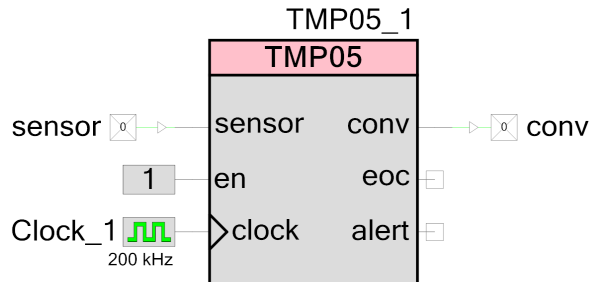 TMP05_1
TMP05
sensor 0 sensor conv 0 conv
1 en eoc
Clock_1 clock alert
200 kHz